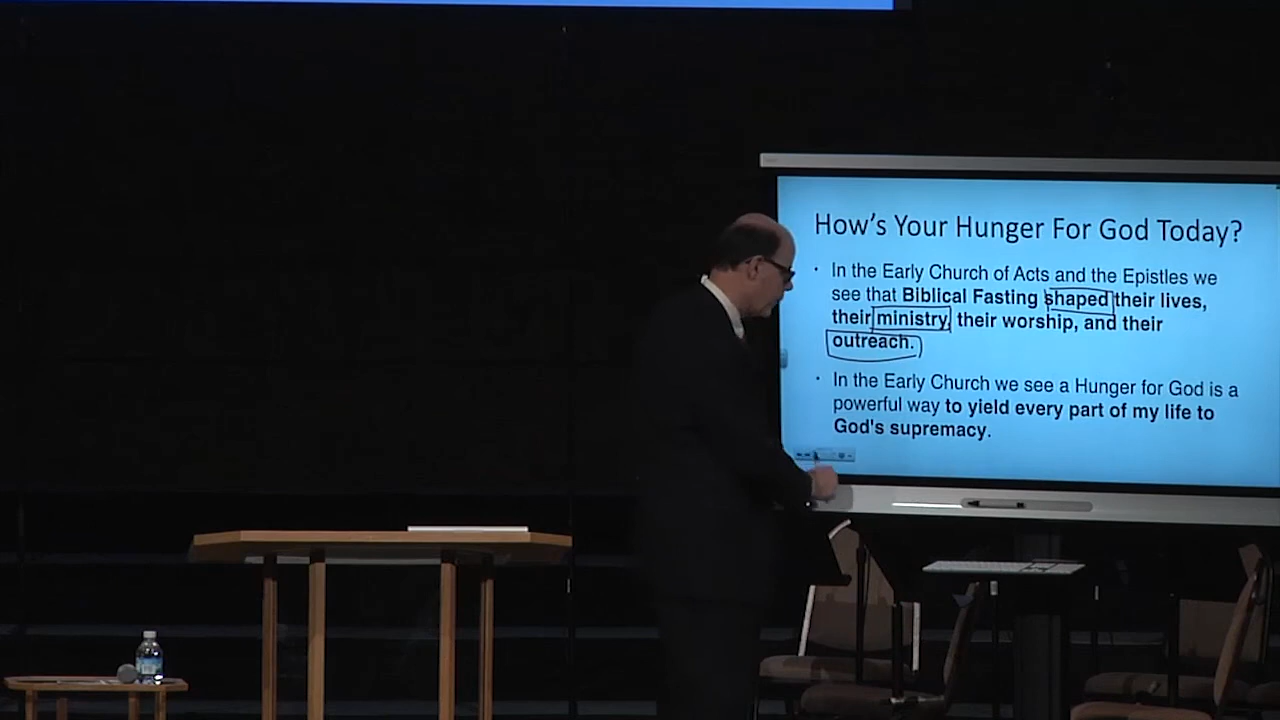 How's Your Hunger For God Today?
· In the Early Church of Acts and the Epistles we
see that Biblical Fasting shaped their lives,
their ministry, their worship, and their
outreach.
· In the Early Church we see a Hunger for God is a
powerful way to yield every part of my life to
God's supremacy.